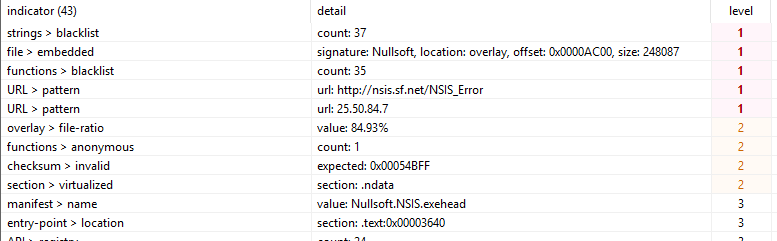 indicator (43) detail level
strings > blacklist count: 37 1
file > embedded signature: Nullsoft, location: overlay, offset: 0x0000AC00, size: 248087 1
functions > blacklist count: 35 1
URL > pattern url: http://nsis.sf.net/NSIS_Error 1
URL > pattern url: 25.50.84.7 1
overlay > file-ratio value: 84.93% 2
functions > anonymous count: 1 2
checksum > invalid expected: 0x00054BFF 2
section > virtualized section: .ndata 2
manifest > name value: Nullsoft.NSIS.exehead 3
entry-point > location section: .text:0x00003640 3
API > registry count: 24 3